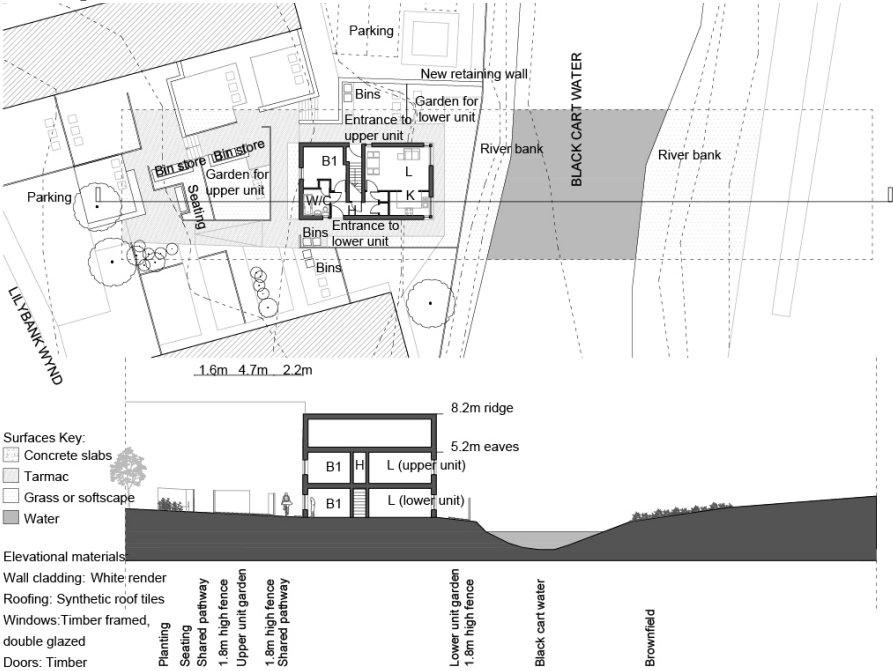 Parking
New retaining wall
BLACK CART WATER
Bins
Garden for
lower unit
Entrance to
upper unit
River bank
River bank
Bin store
Bin store
B1
L
Garden for
upper unit
Parking
Seating
W/C
H
K
Entrance to
lower unit
Bins
Bins
LILYBANK WYND
1.6m 4.7m 2.2m
8.2m ridge
5.2m eaves
B1
H
L (upper unit)
B1
L (lower unit)
Surfaces Key:
Concrete slabs
Tarmac
Grass or softscape
Water
Elevational materials:
Wall cladding: White render
Roofing: Synthetic roof tiles
Windows:Timber framed,
double glazed
Doors: Timber
Planting
Seating
Shared pathway
1.8m high fence
Upper unit garden
1.8m high fence
Shared pathway
Lower unit garden
1.8m high fence
Black cart water
Brownfield